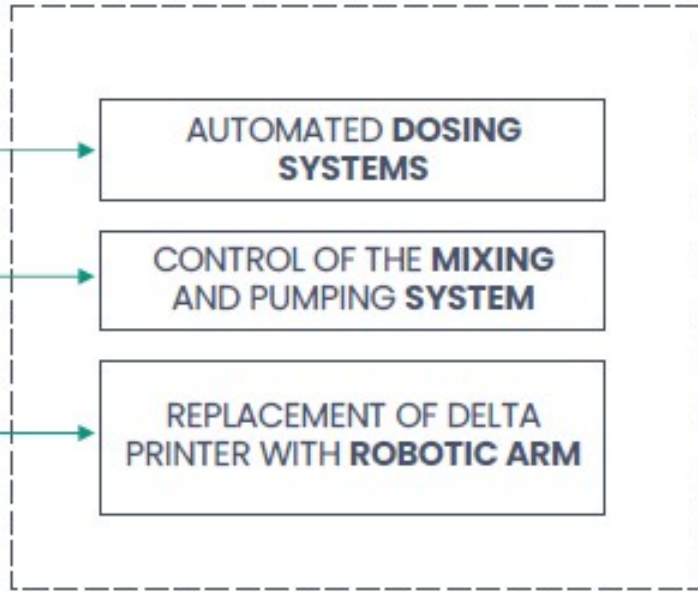 AUTOMATED DOSING
SYSTEMS
CONTROL OF THE MIXING
AND PUMPING SYSTEM
REPLACEMENT OF DELTA
PRINTER WITH ROBOTIC ARM